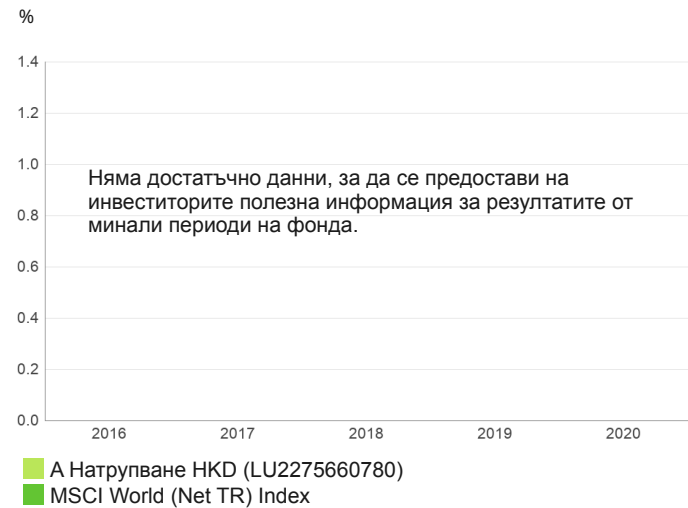 %
1.4
1.2
1.0
Няма достатъчно данни, за да се предостави на
инвеститорите полезна информация за резултатите от
0.8
минали периоди на фонда.
0.6
0.4
0.2
0.0
2016 2017 2018 2019 2020
А Натрупване HKD (LU2275660780)
MSCI World (Net TR) Index